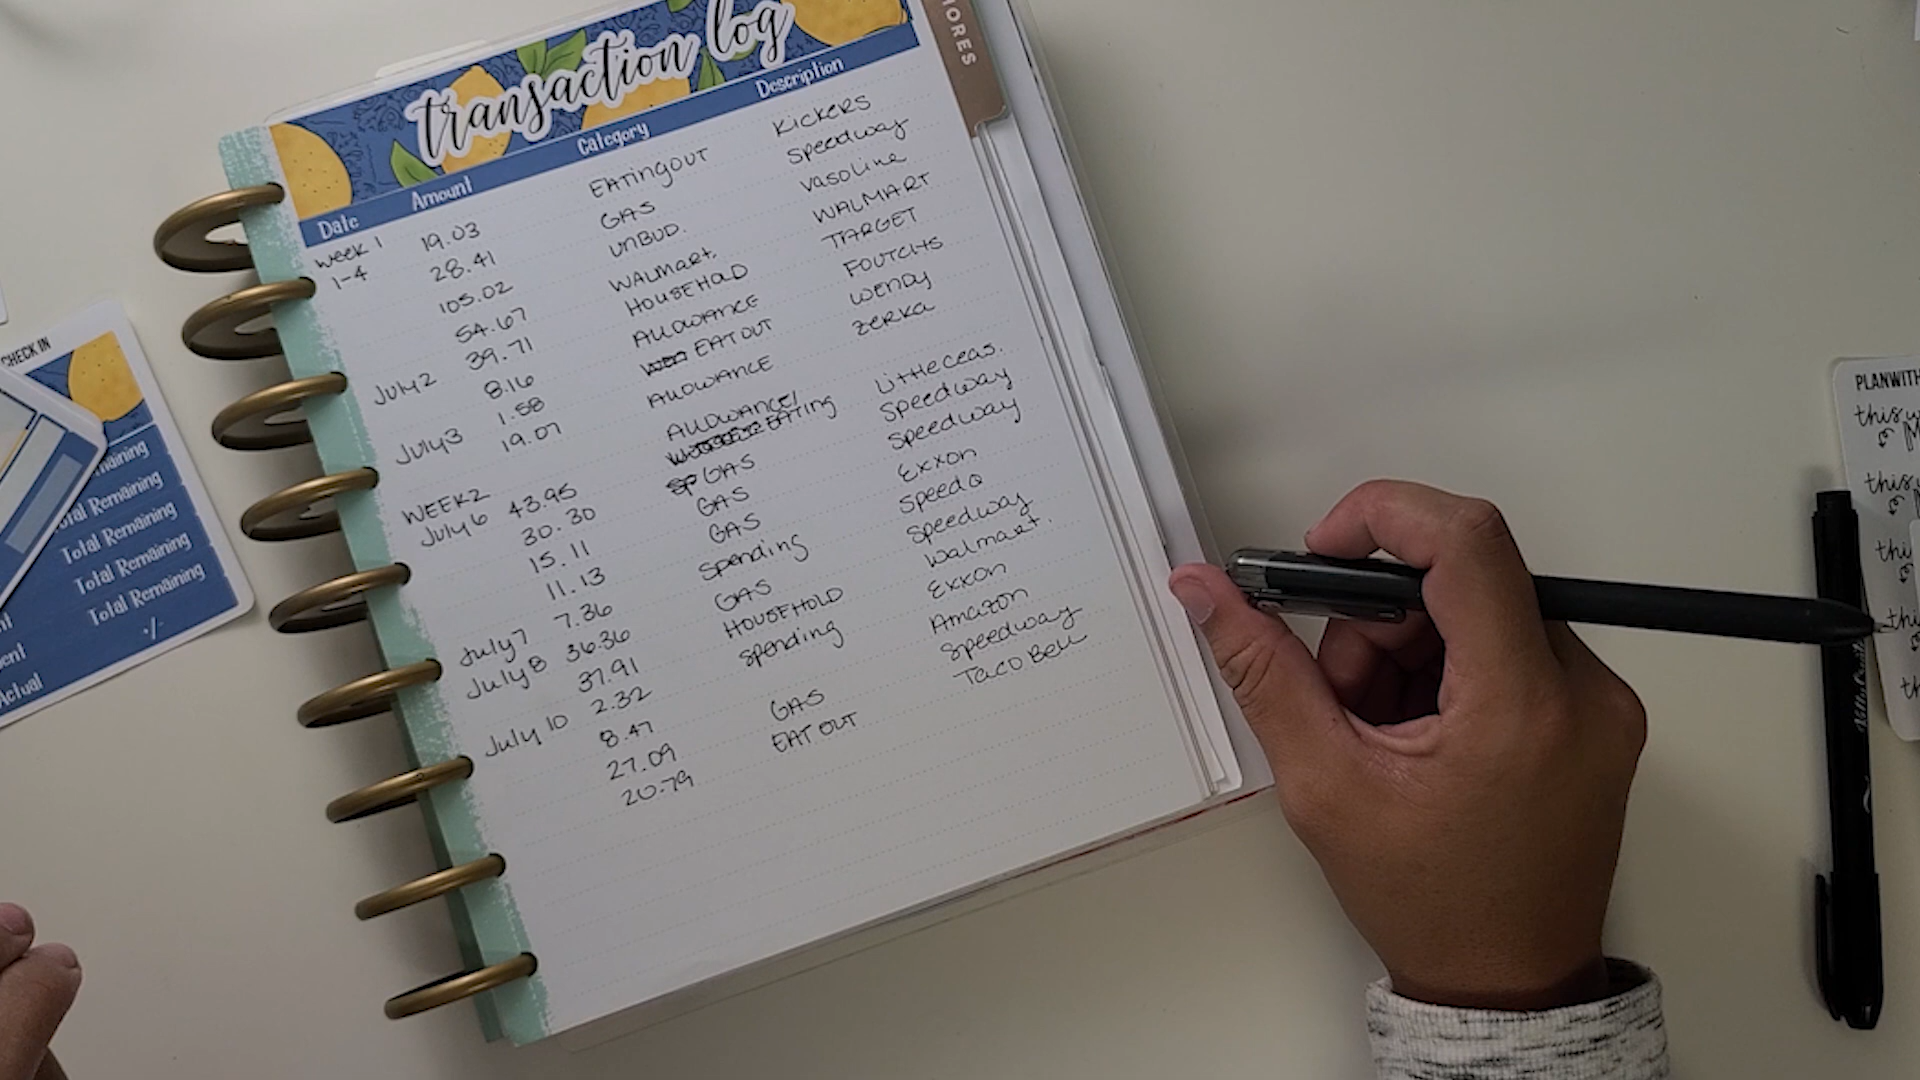 transaction log
Date Amount Category Description
week 1 19.03 EATING OUT KICKERS
1-4 28.41 GAS Speedway
105.02 UNBUD. Vasoline
54.67 WALMART. WALMART
39.71 HOUSEHOLD TARGET
JULY 2 8.16 ALLOWANCE FOUTCHS
1.58 EAT OUT WENDY
JULY 3 19.07 ALLOWANCE ZERKA
WEEK 2 ALLOWANCE/
JULY 6 43.95 EATING Little ceas.
30.30 GAS Speedway
15.11 GAS Speedway
11.13 GAS EXXON
July 7 7.36 Spending SpeedQ
July 8 36.36 GAS Speedway
37.91 HOUSEHOLD Walmart.
July 10 2.32 Spending EXXON
8.47 Amazon
27.09 GAS Speedway
20.79 EAT OUT Taco Bell
CHECK IN
Total Remaining
Total Remaining
Total Remaining
Total Remaining
Actual
PLANWITH